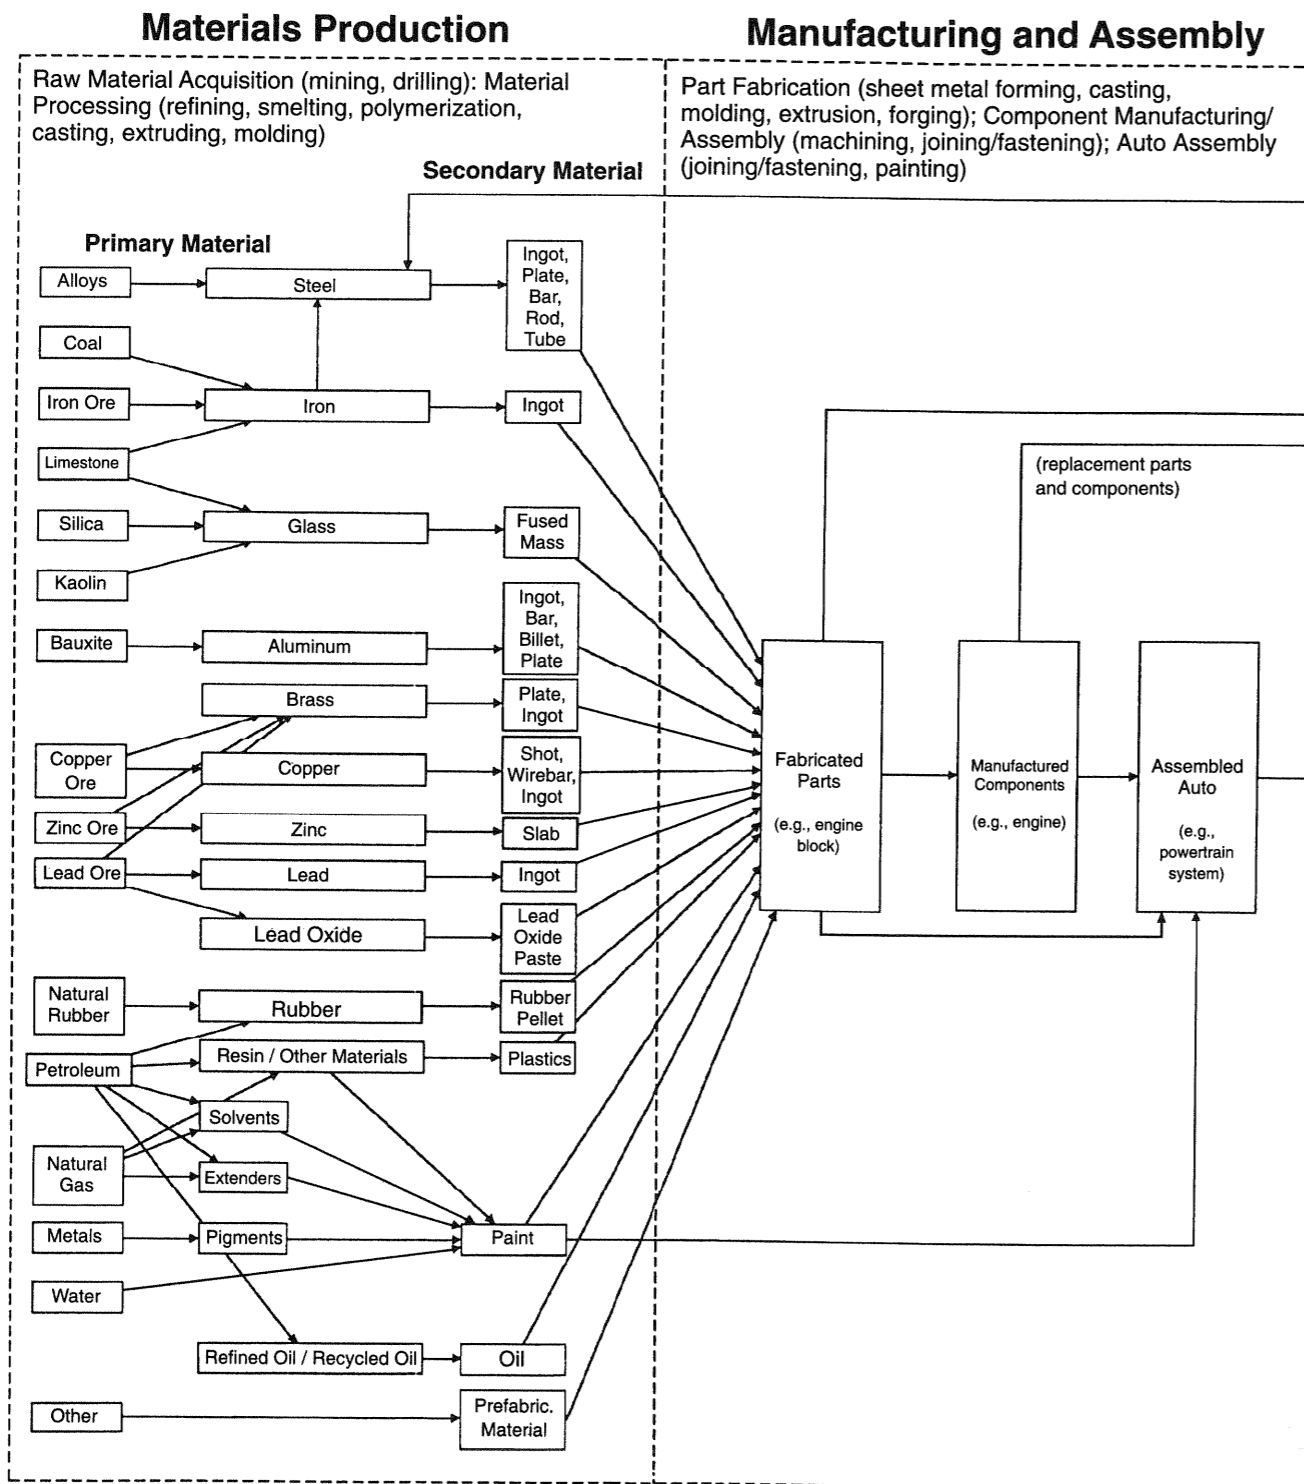 Materials Production
Manufacturing and Assembly
Raw Material Acquisition (mining, drilling): Material
Processing (refining, smelting, polymerization,
casting, extruding, molding)
Part Fabrication (sheet metal forming, casting,
molding, extrusion, forging); Component Manufacturing/
Assembly (machining, joining/fastening); Auto Assembly
(joining/fastening, painting)
Secondary Material
Primary Material
Alloys
Steel
Ingot,
Plate,
Bar,
Rod,
Tube
Coal
Iron Ore
Iron
Ingot
Limestone
(replacement parts
and components)
Silica
Glass
Fused
Mass
Kaolin
Bauxite
Aluminum
Ingot,
Bar,
Billet,
Plate
Brass
Plate,
Ingot
Copper
Ore
Copper
Shot,
Wirebar,
Ingot
Zinc Ore
Zinc
Slab
Lead Ore
Lead
Ingot
Lead Oxide
Lead
Oxide
Paste
Fabricated
Parts
(e.g., engine
block)
Manufactured
Components
(e.g., engine)
Assembled
Auto
(e.g.,
powertrain
system)
Natural
Rubber
Rubber
Rubber
Pellet
Petroleum
Resin / Other Materials
Plastics
Solvents
Natural
Gas
Extenders
Metals
Pigments
Paint
Water
Refined Oil / Recycled Oil
Oil
Other
Prefabric.
Material